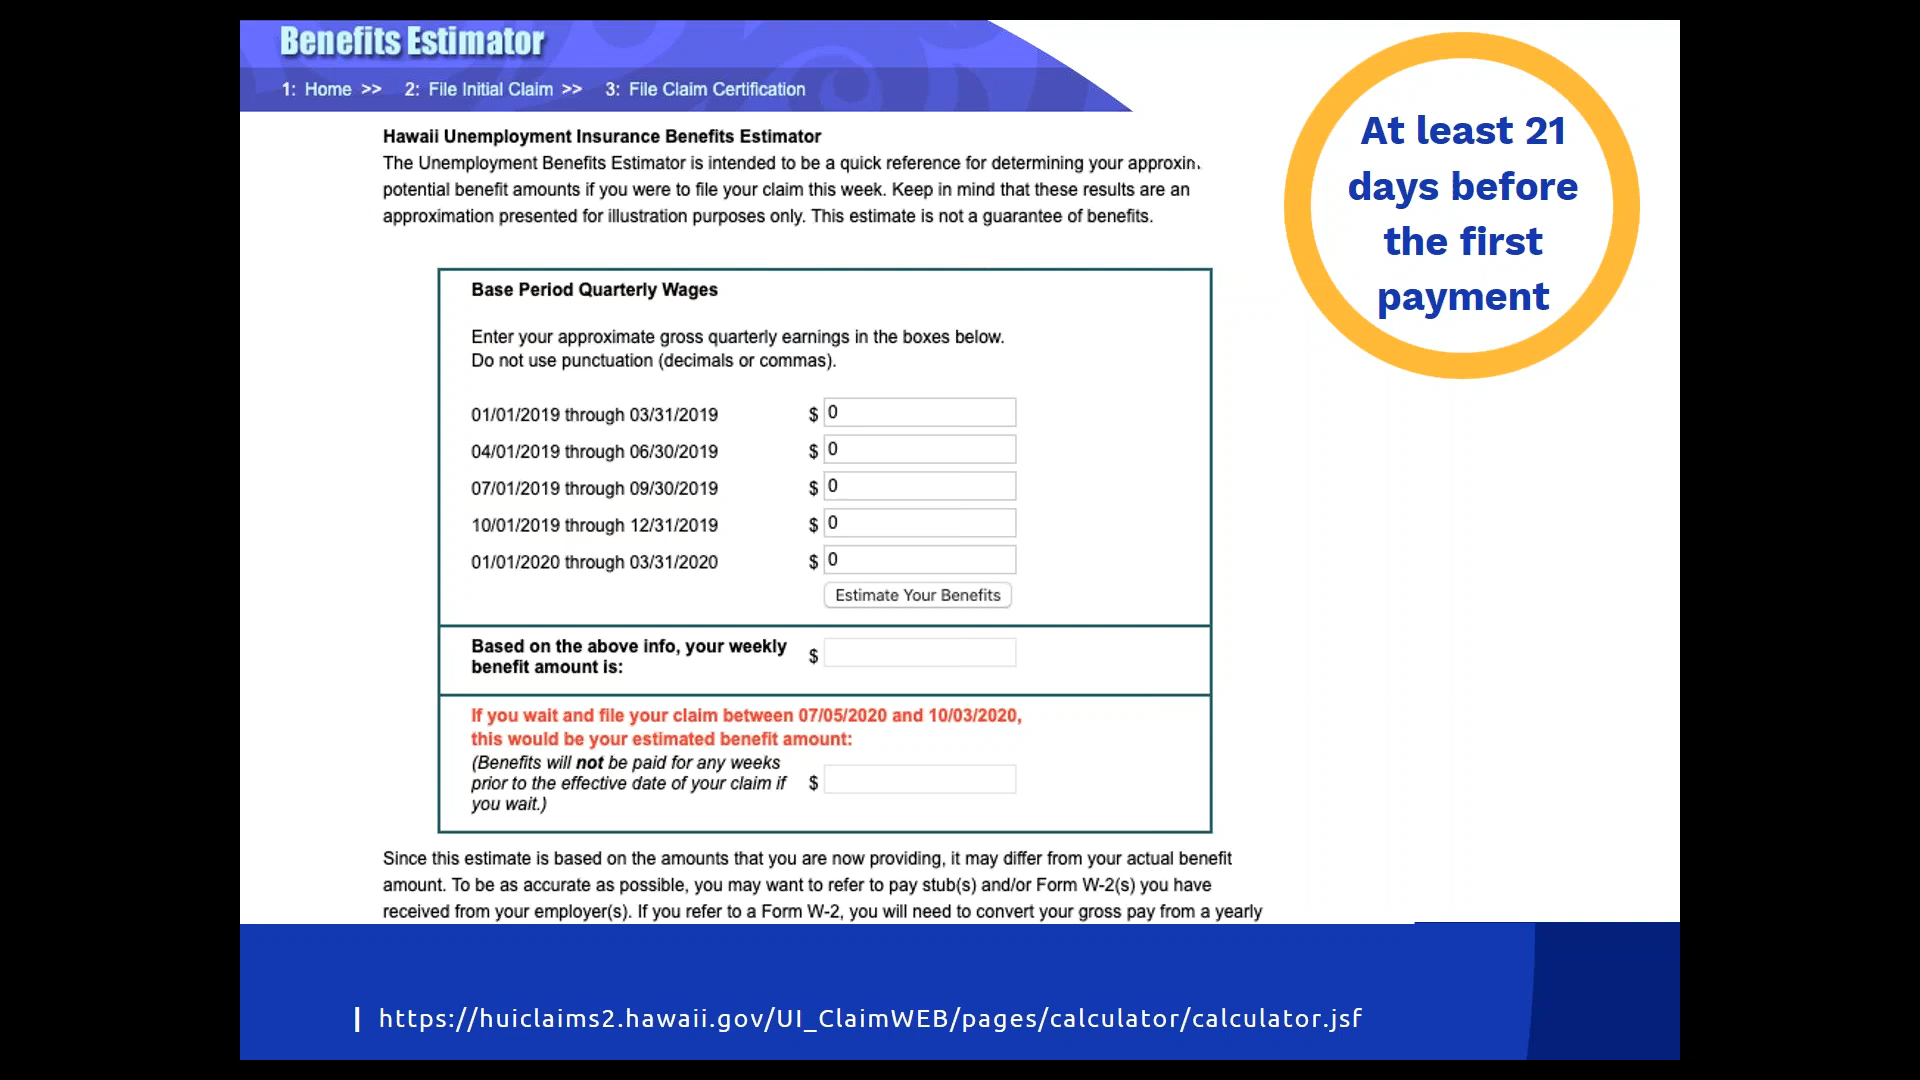 Benefits Estimator
1: Home >> 2: File Initial Claim >> 3: File Claim Certification
At least 21
days before
the first
payment
Hawaii Unemployment Insurance Benefits Estimator
The Unemployment Benefits Estimator is intended to be a quick reference for determining your
potential benefit amounts if you were to file your claim this week. Keep in mind that these results are an
approximation presented for illustration purposes only. This estimate is not a guarantee of benefits.
Base Period Quarterly Wages
Enter your approximate gross quarterly earnings in the boxes below.
Do not use punctuation (decimals or commas).
01/01/2019 through 03/31/2019 $ 0
04/01/2019 through 06/30/2019 $ 0
07/01/2019 through 09/30/2019 $ 0
10/01/2019 through 12/31/2019 $ 0
01/01/2020 through 03/31/2020 $ 0
Estimate Your Benefits
Based on the above info, your weekly
benefit amount is: $
If you wait and file your claim between 07/05/2020 and 10/03/2020,
this would be your estimated benefit amount:
(Benefits will not be paid for any weeks
prior to the effective date of your claim if $
you wait.)
Since this estimate is based on the amounts that you are now providing, it may differ from your actual benefit
amount. To be as accurate as possible, you may want to refer to pay stub(s) and/or Form W-2(s) you have
received from your employer(s). If you refer to a Form W-2, you will need to convert your gross pay from a yearly
https://huiclaims2.hawaii.gov/UI_ClaimWEB/pages/calculator/calculator.jsf